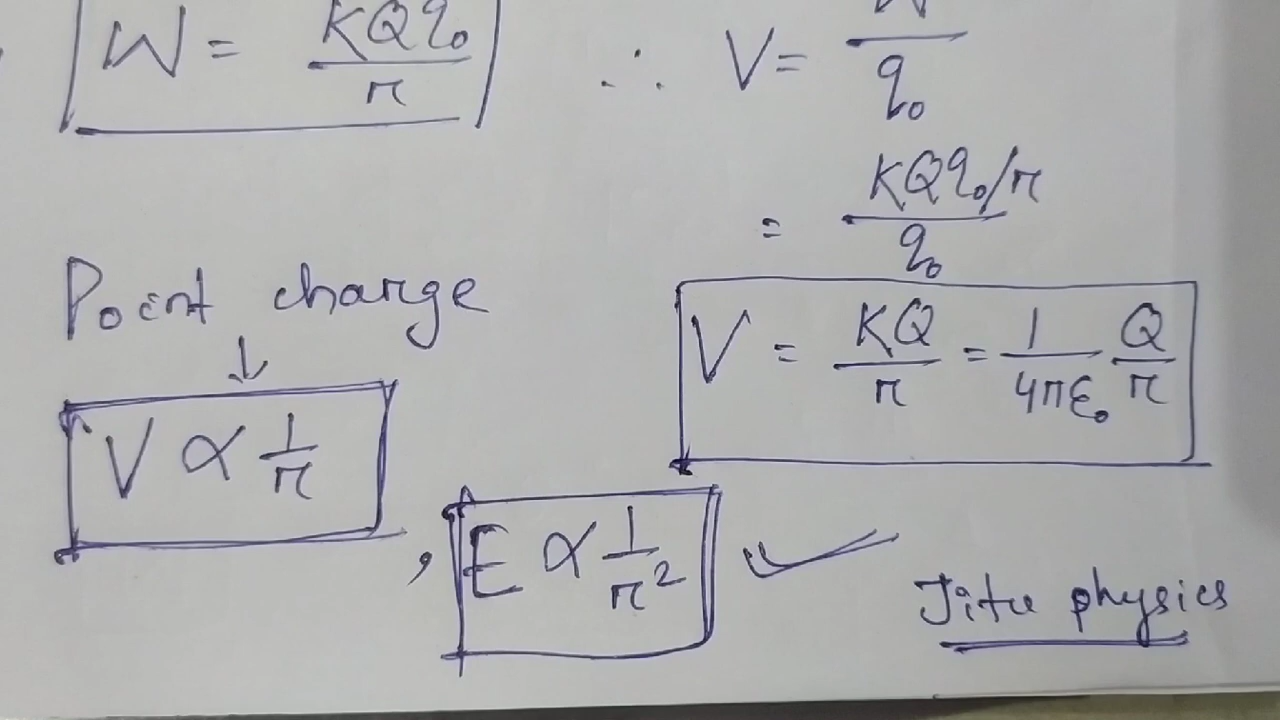 W = KQq₀/r
∴ V = W/q₀
= (KQq₀/r)/q₀
Point charge
↓
V = KQ/r = 1/4πε₀ Q/r
V ∝ 1/r
, E ∝ 1/r²
Jitu physics